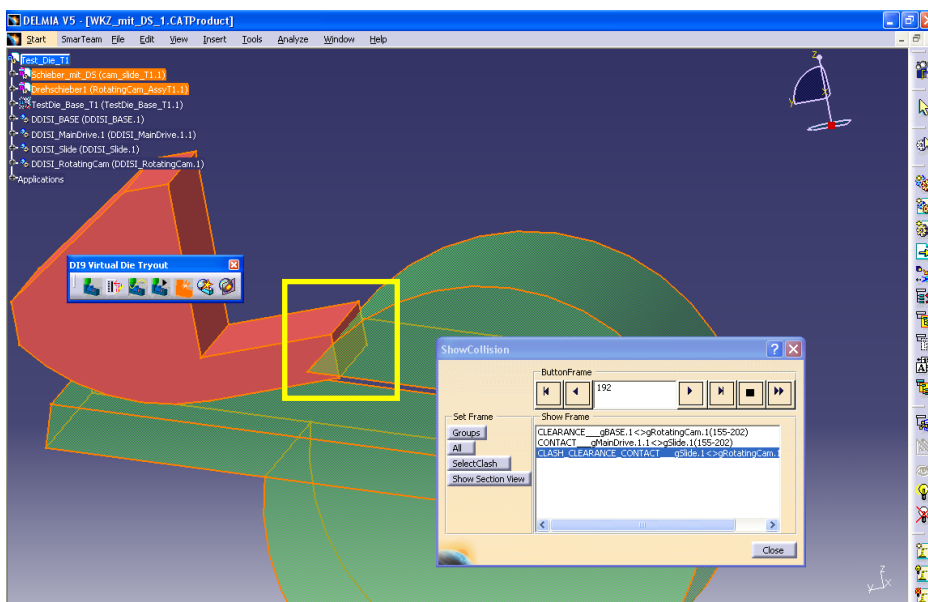 DELMIA V5 - [WKZ_mit_DS_1.CATProduct]
Start SmarTeam File Edit View Insert Tools Analyze Window Help
Test_Die_T1
Schieber_mit_DS (cam_slide_T1.1)
Drehschieber1 (RotatingCam_AssyT1.1)
TestDie_Base_T1 (TestDie_Base_T1.1)
DDISI_BASE (DDISI_BASE.1)
DDISI_MainDrive.1 (DDISI_MainDrive.1.1)
DDISI_Slide (DDISI_Slide.1)
DDISI_RotatingCam (DDISI_RotatingCam.1)
Applications
z
y
x
DI9 Virtual Die Tryout
ShowCollision
ButtonFrame
192
Set Frame
Groups
All
SelectClash
Show Section View
Show Frame
CLEARANCE___gBASE.1<>gRotatingCam.1(155-202)
CONTACT___gMainDrive.1.1<>gSlide.1(155-202)
CLASH_CLEARANCE_CONTACT___gSlide.1<>gRotatingCam.1
Close
z
y
x